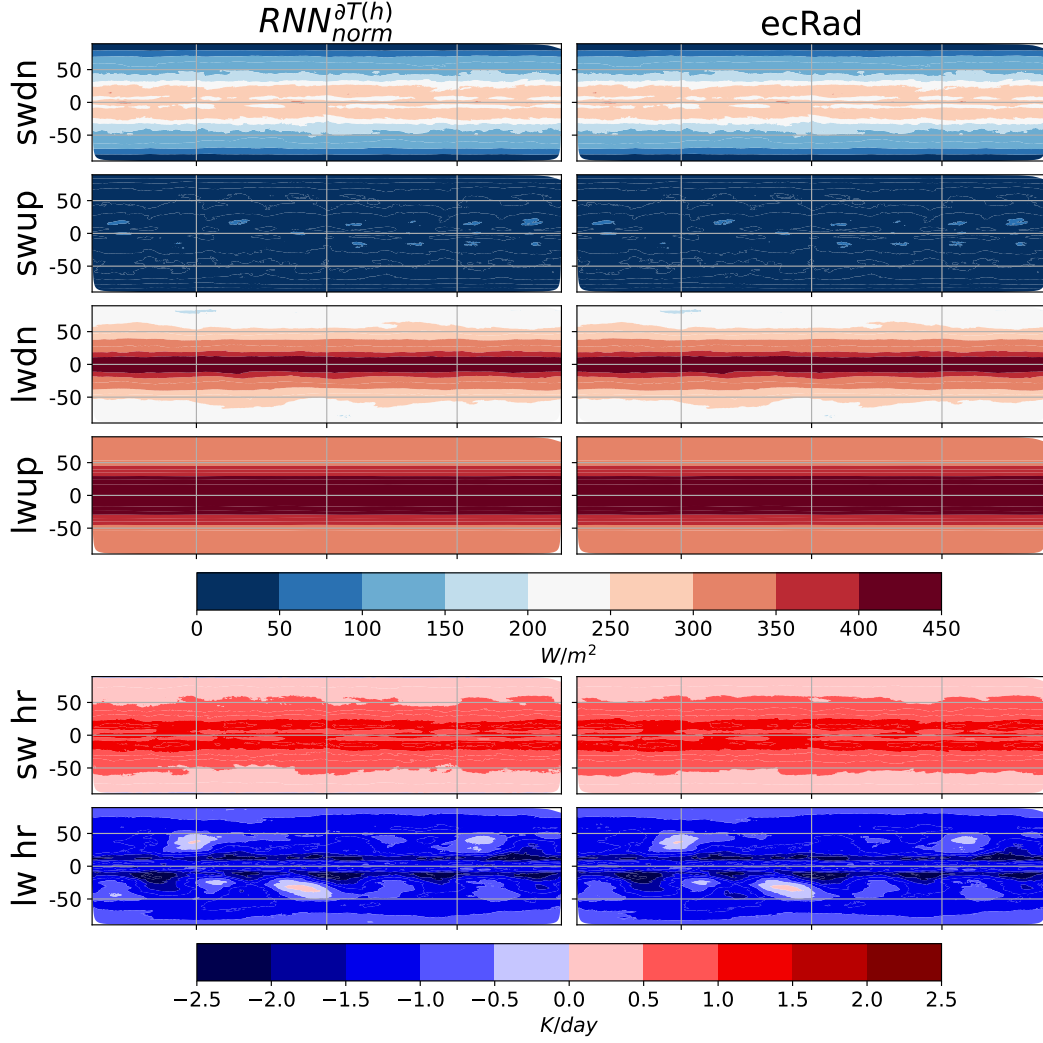 $RNN_{norm}^{\partial T(h)}$ ecRad
swdn 50 0 -50
swup 50 0 -50
lwdn 50 0 -50
lwup 50 0 -50
0 50 100 150 200 250 300 350 400 450
$W/m^2$
sw hr 50 0 -50
lw hr 50 0 -50
−2.5 −2.0 −1.5 −1.0 −0.5 0.0 0.5 1.0 1.5 2.0 2.5
K/day